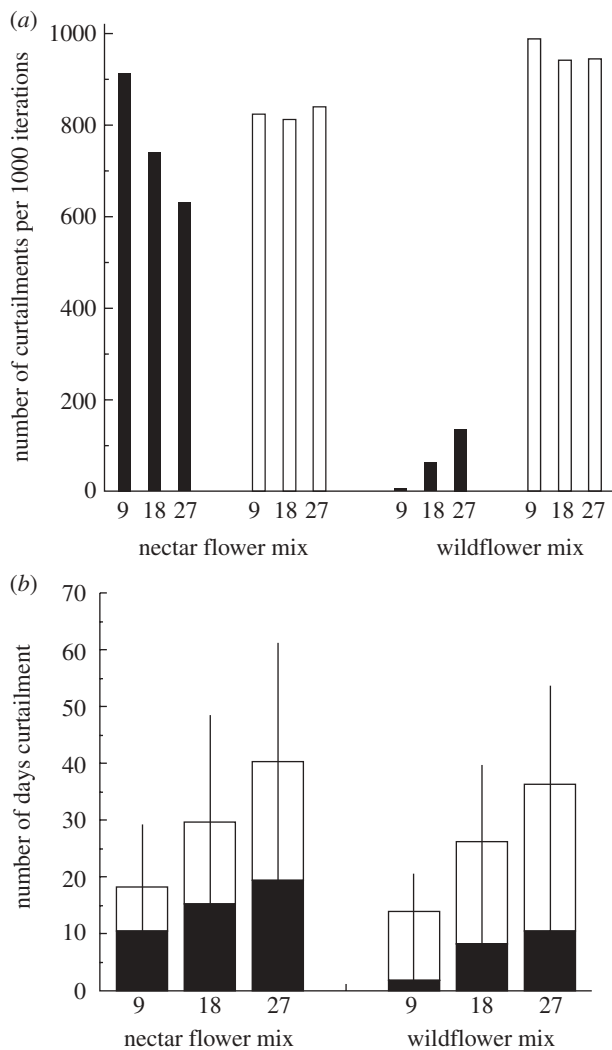 (a)
number of curtailments per 1000 iterations
1000
800
600
400
200
0
9 18 27 9 18 27 9 18 27 9 18 27
nectar flower mix wildflower mix
(b)
number of days curtailment
70
60
50
40
30
20
10
0
9 18 27 9 18 27
nectar flower mix wildflower mix